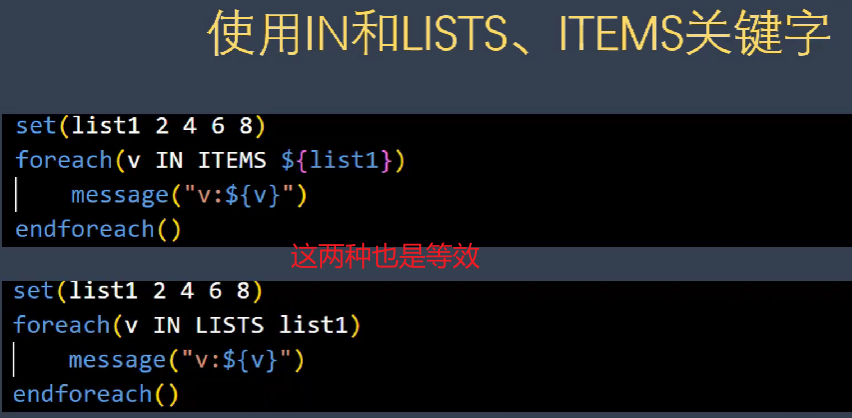 使用IN和LISTS、ITEMS关键字
set(list1 2 4 6 8)
foreach(v IN ITEMS ${list1})
    message("v:${v}")
endforeach()
这两种也是等效
set(list1 2 4 6 8)
foreach(v IN LISTS list1)
    message("v:${v}")
endforeach()